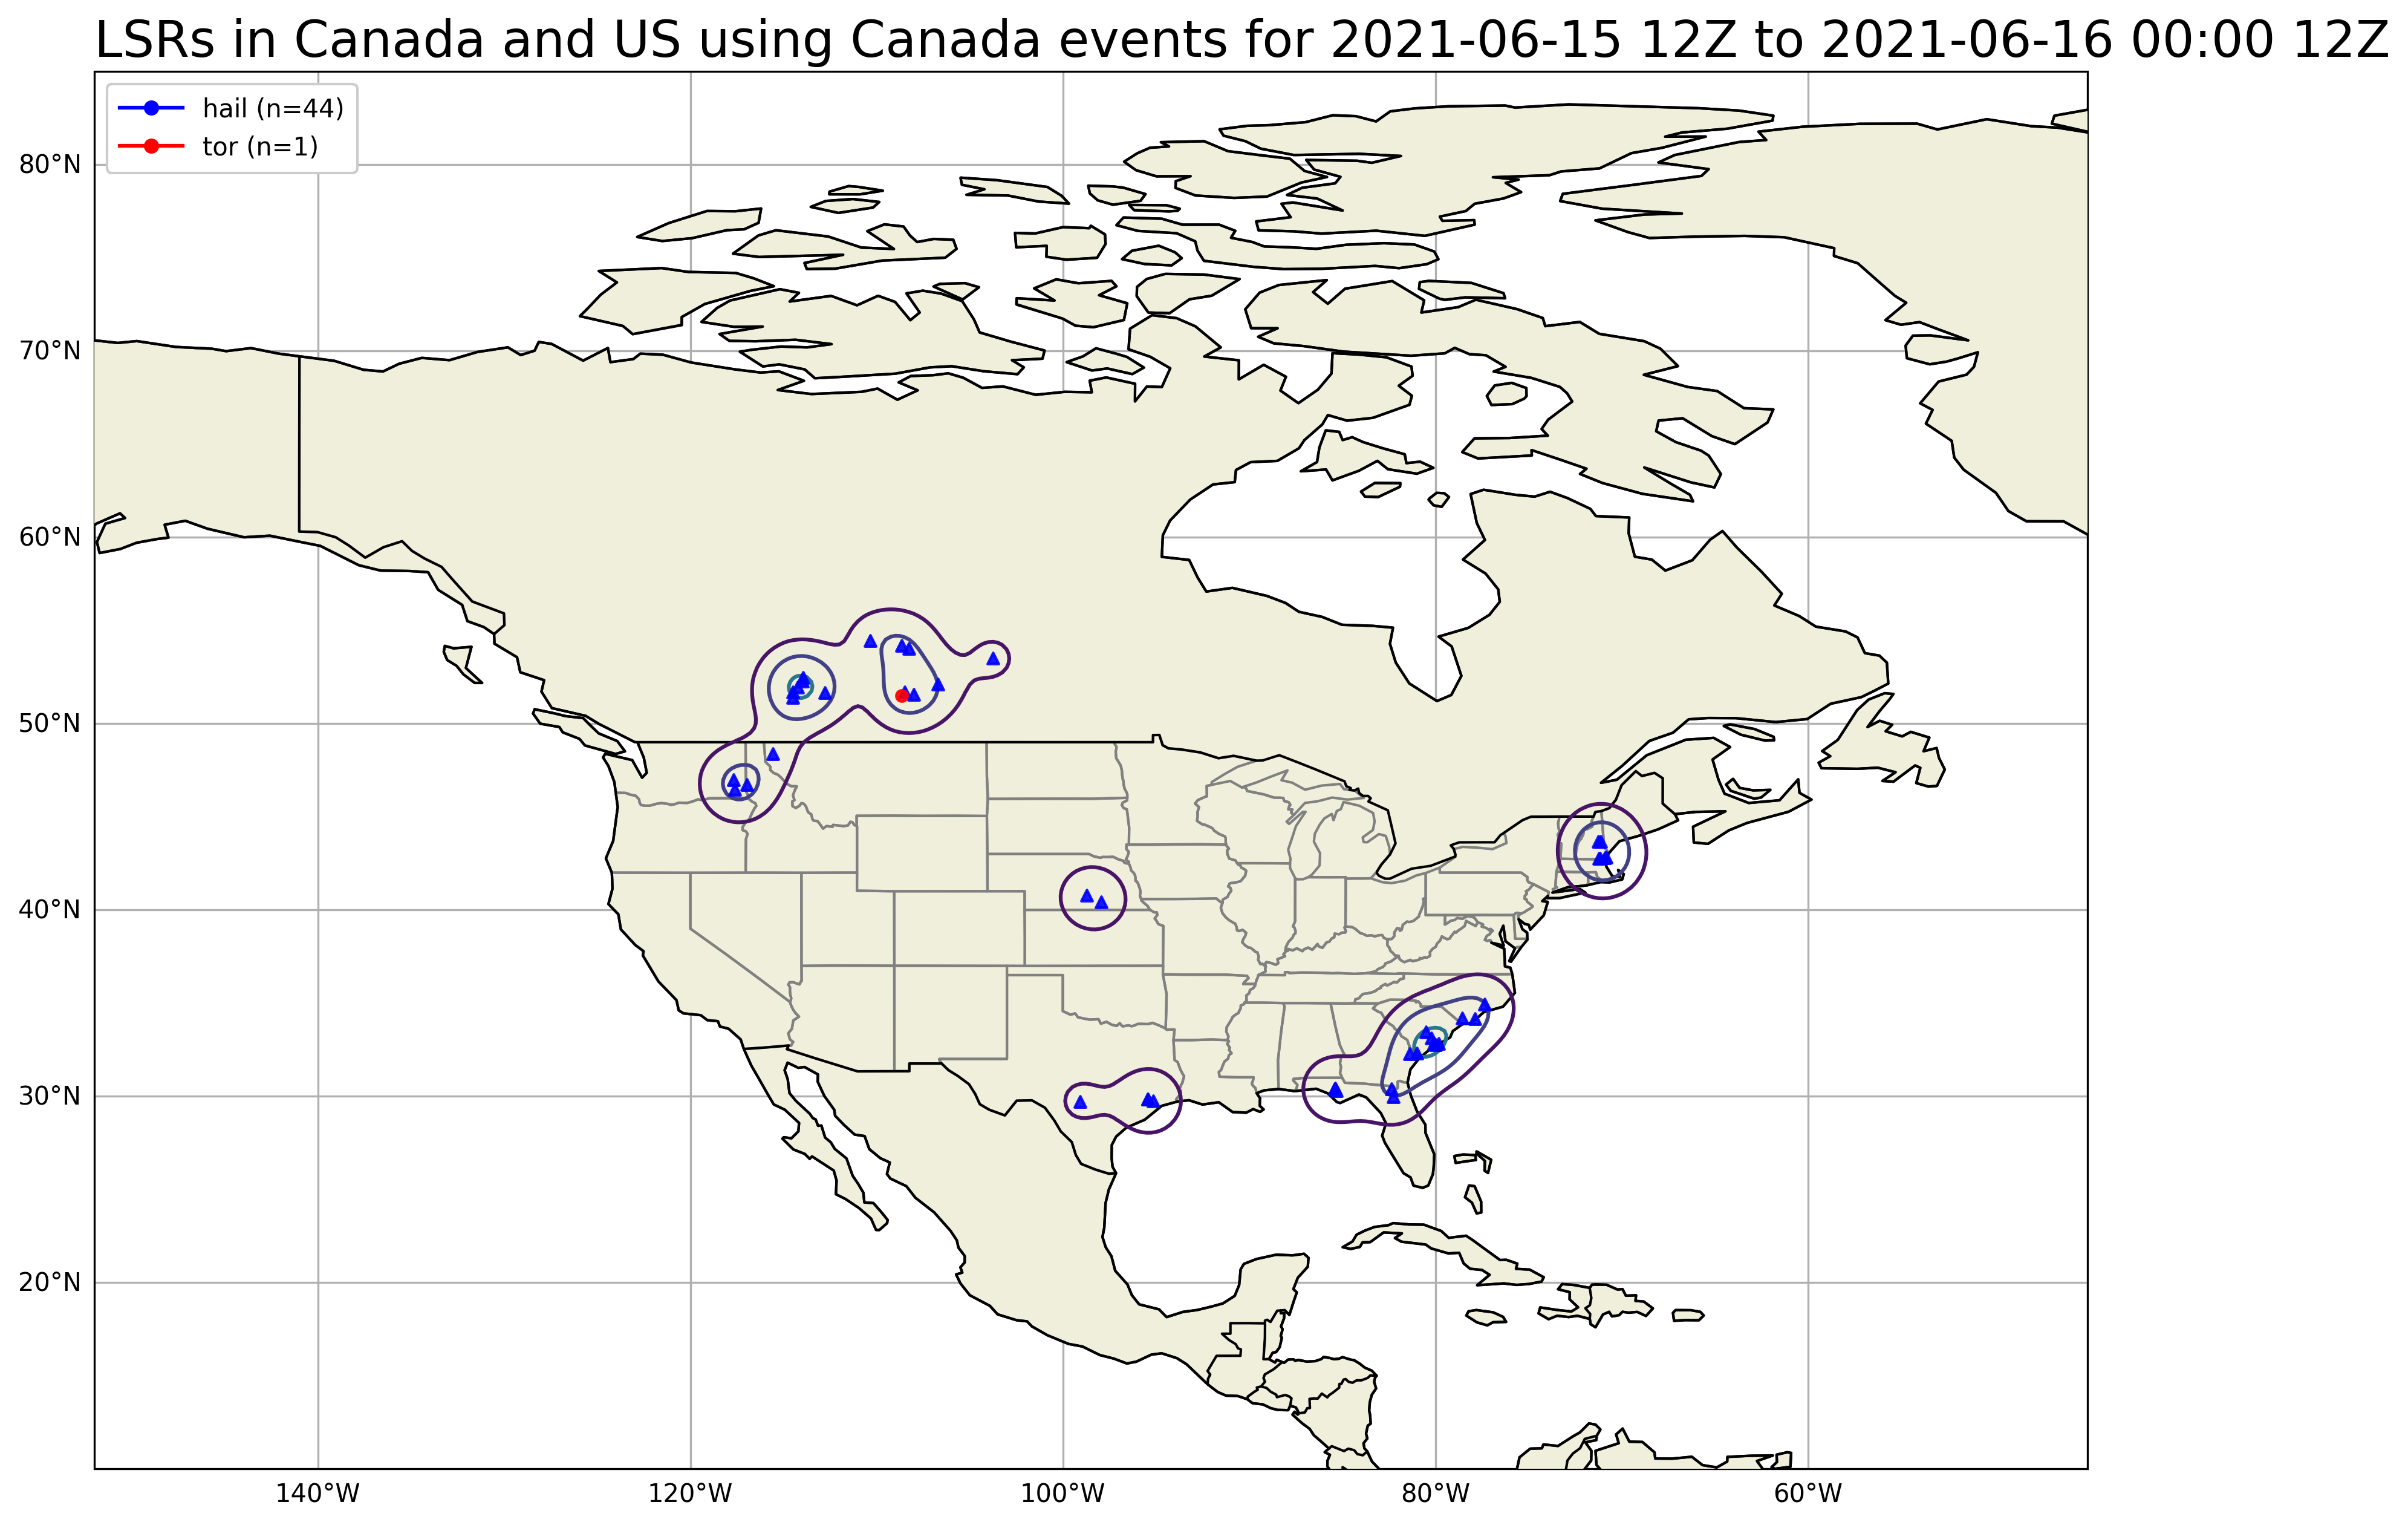 LSRs in Canada and US using Canada events for 2021-06-15 12Z to 2021-06-16 00:00 12Z
hail (n=44)
tor (n=1)
80°N
70°N
60°N
50°N
40°N
30°N
20°N
140°W
120°W
100°W
80°W
60°W